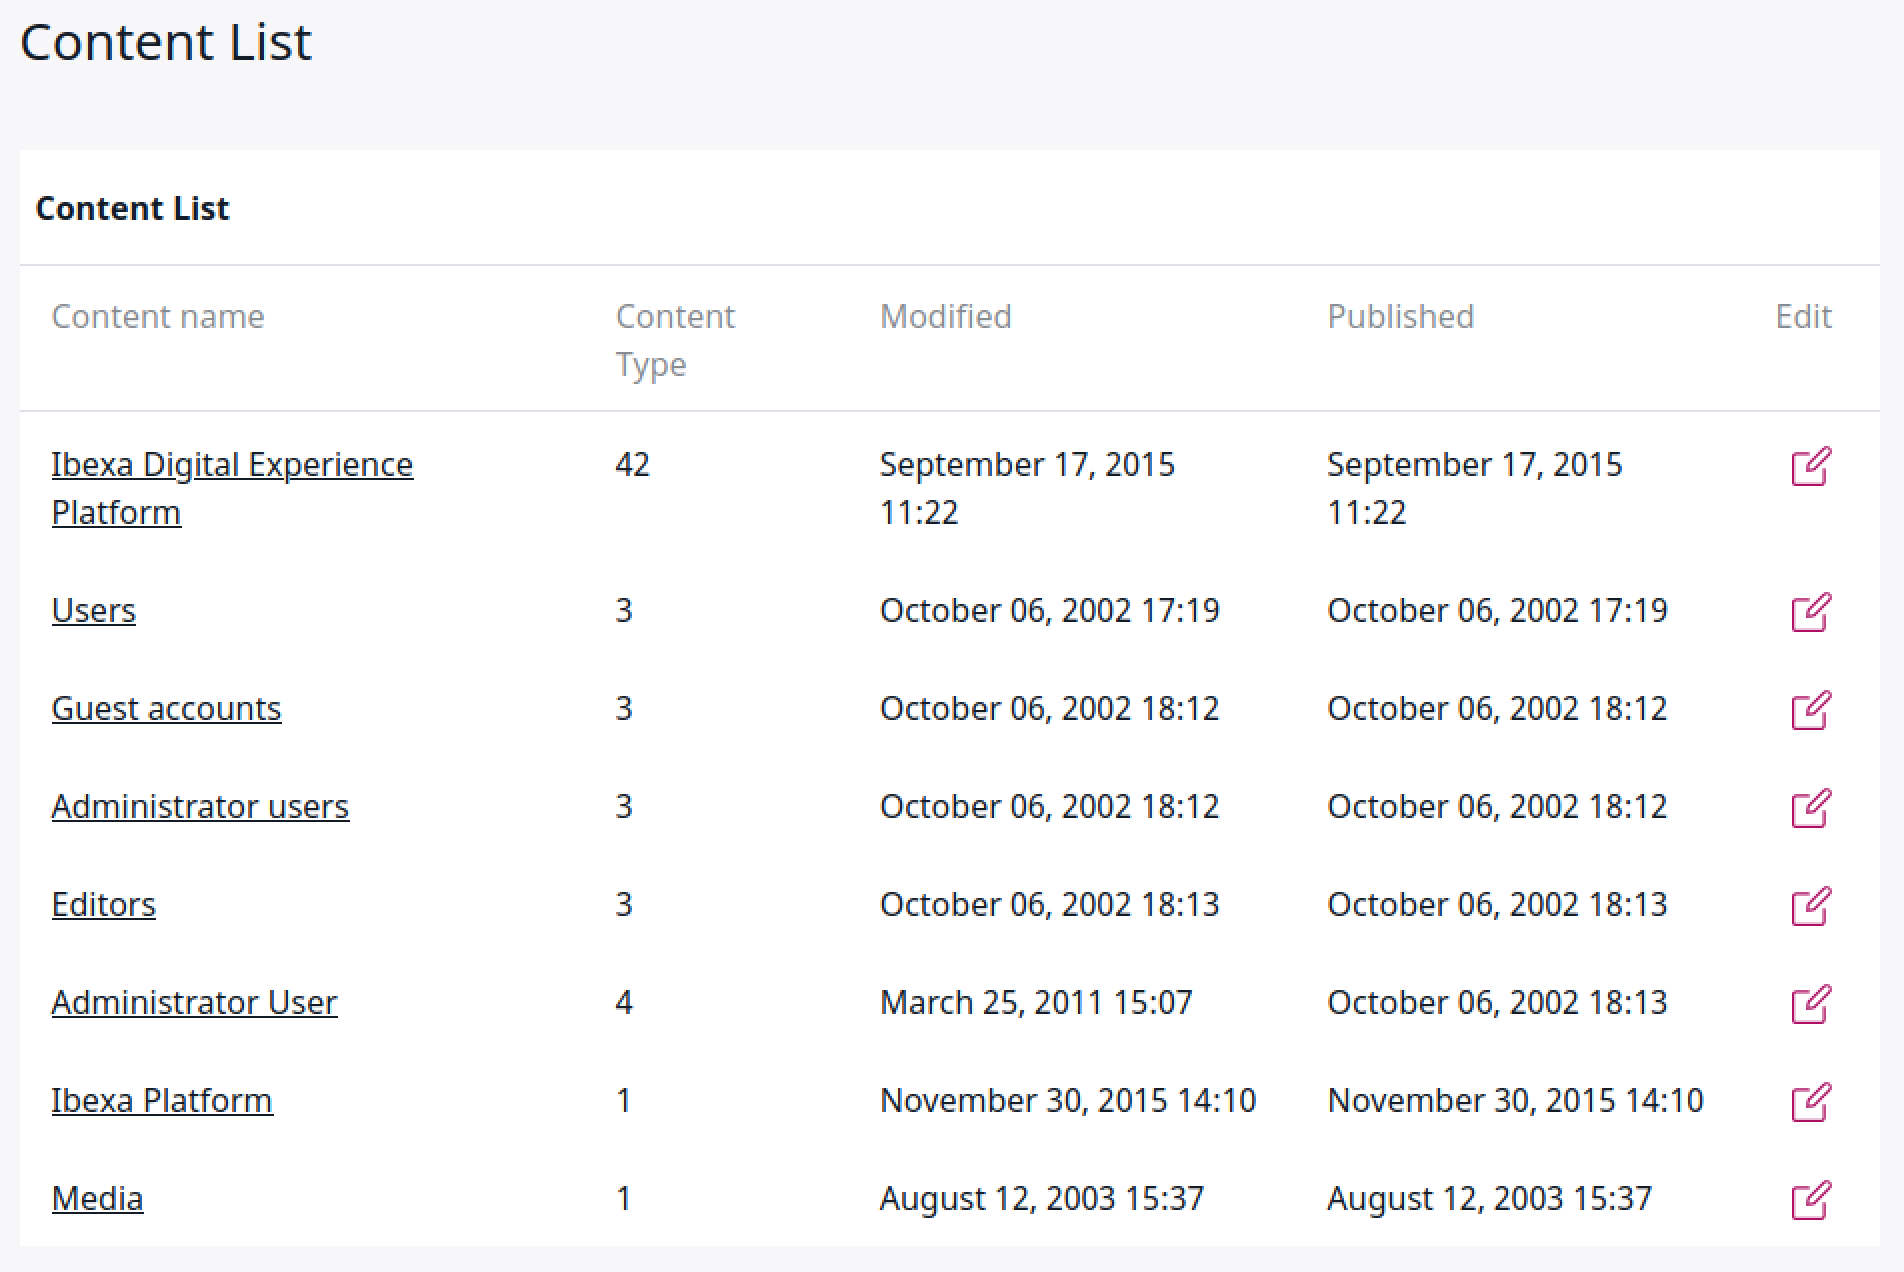 Content List
Content List
Content name Content Type Modified Published Edit
Ibexa Digital Experience Platform 42 September 17, 2015 11:22 September 17, 2015 11:22
Users 3 October 06, 2002 17:19 October 06, 2002 17:19
Guest accounts 3 October 06, 2002 18:12 October 06, 2002 18:12
Administrator users 3 October 06, 2002 18:12 October 06, 2002 18:12
Editors 3 October 06, 2002 18:13 October 06, 2002 18:13
Administrator User 4 March 25, 2011 15:07 October 06, 2002 18:13
Ibexa Platform 1 November 30, 2015 14:10 November 30, 2015 14:10
Media 1 August 12, 2003 15:37 August 12, 2003 15:37